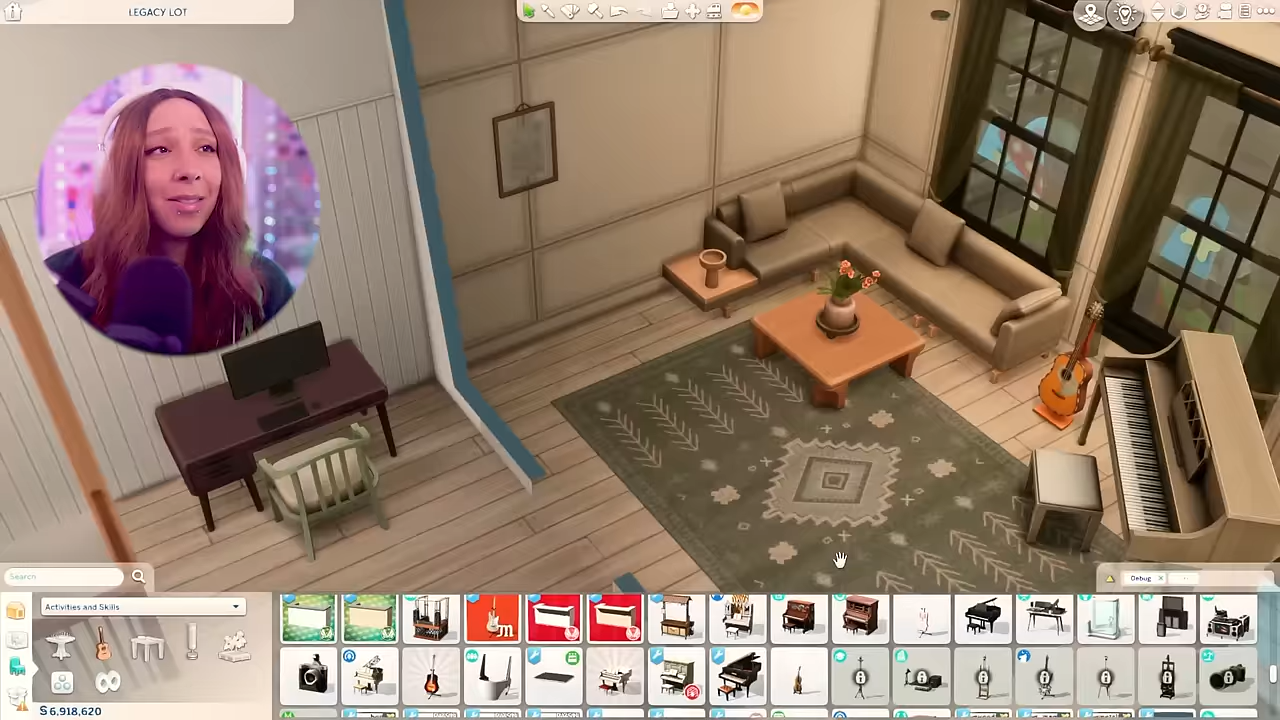 LEGACY LOT
Search
Debug
Activities and Skills
§6,918,620